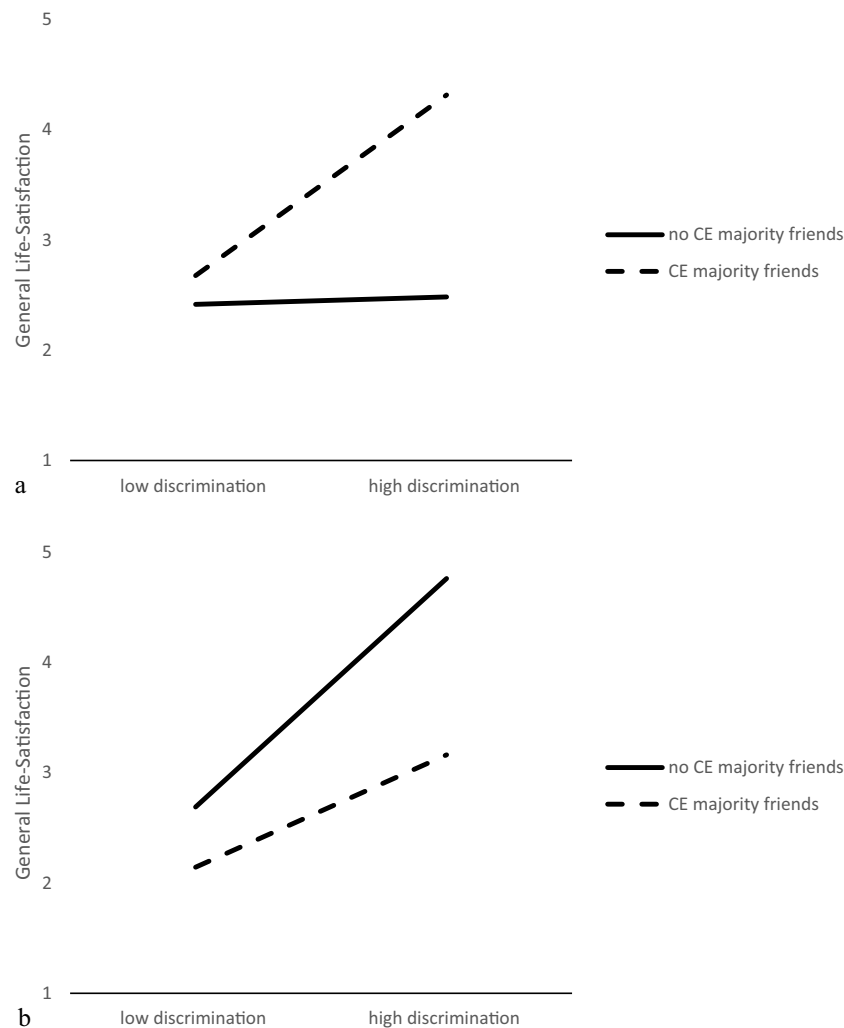 5
4
3
2
1
General Life-Satisfaction
no CE majority friends
CE majority friends
low discrimination
high discrimination
a
5
4
3
2
1
General Life-Satisfaction
no CE majority friends
CE majority friends
low discrimination
high discrimination
b